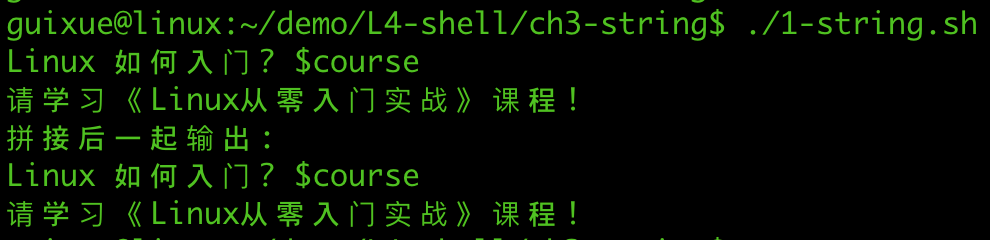 guixue@linux:~/demo/L4-shell/ch3-string$ ./1-string.sh
Linux 如何入门？$course
请学习《Linux从零入门实战》课程！
拼接后一起输出：
Linux 如何入门？$course
请学习《Linux从零入门实战》课程！